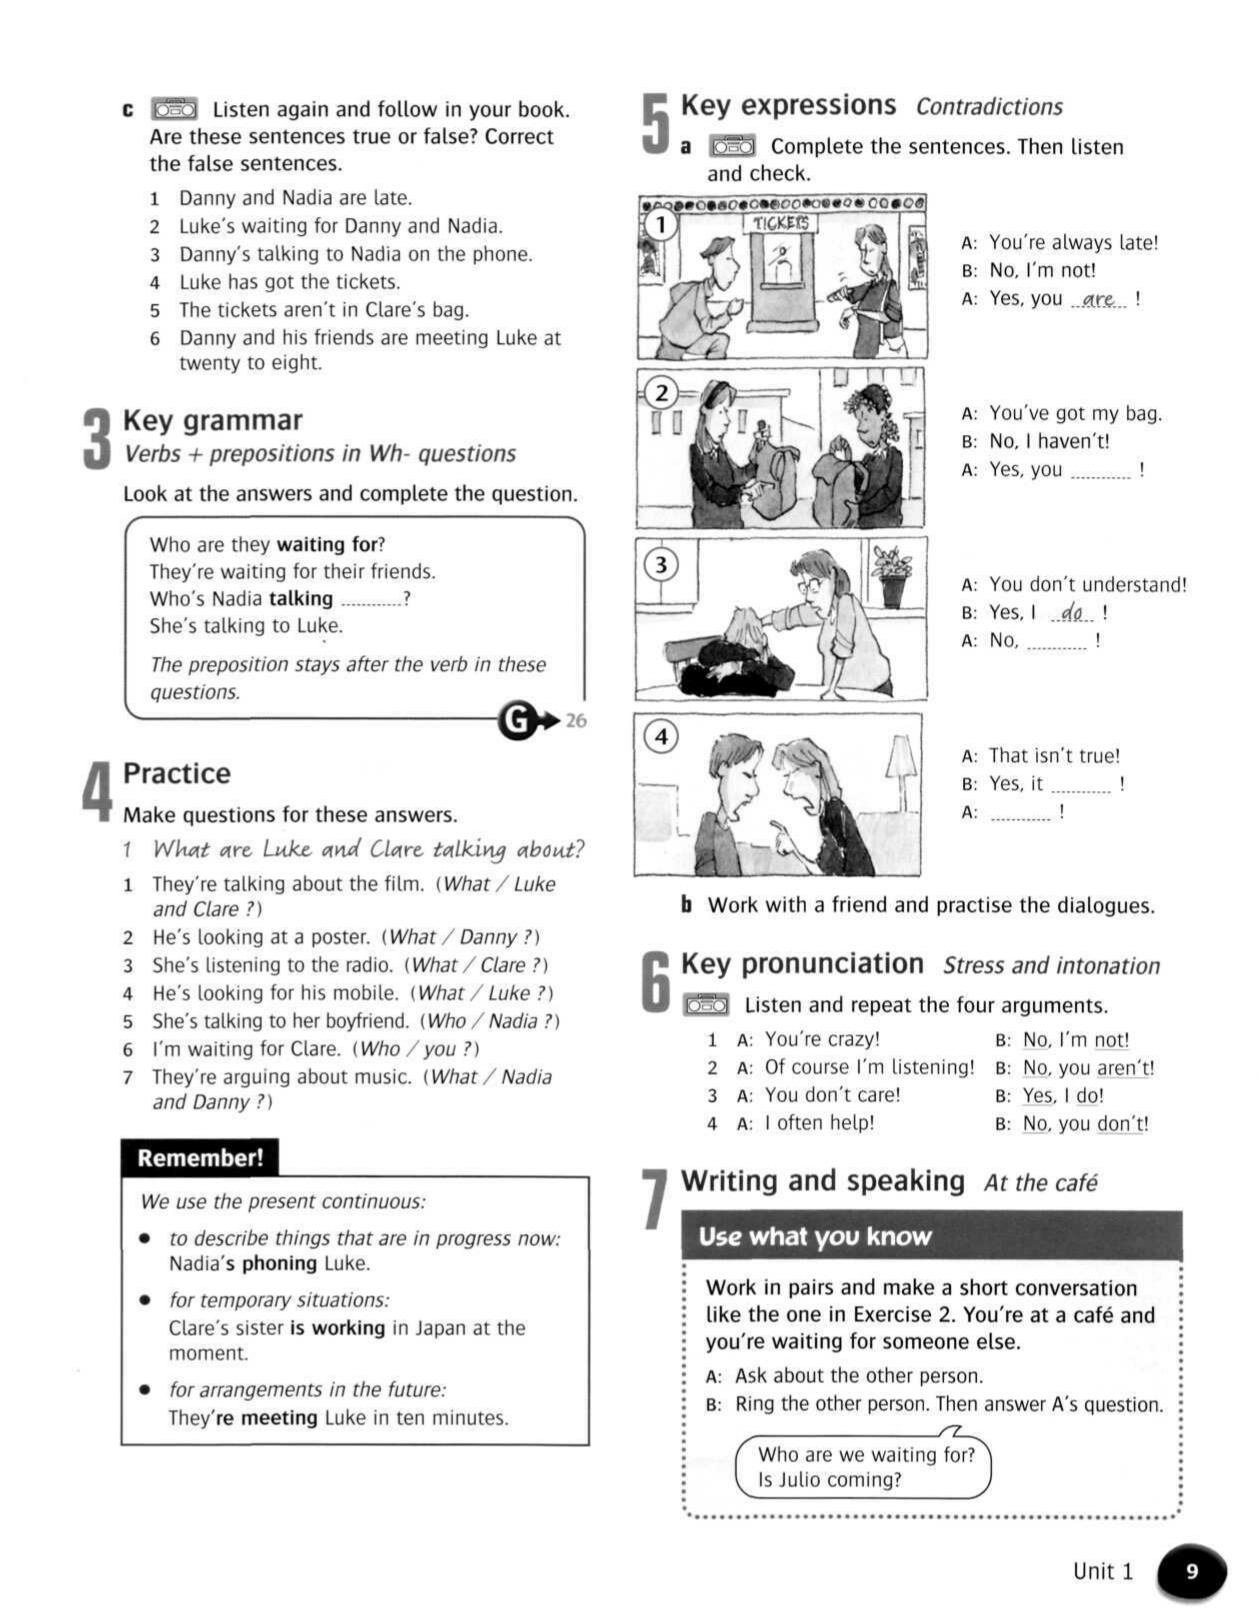 c Listen again and follow in your book.
Are these sentences true or false? Correct
the false sentences.
1 Danny and Nadia are late.
2 Luke's waiting for Danny and Nadia.
3 Danny's talking to Nadia on the phone.
4 Luke has got the tickets.
5 The tickets aren't in Clare's bag.
6 Danny and his friends are meeting Luke at
twenty to eight.
3 Key grammar
Verbs + prepositions in Wh- questions
Look at the answers and complete the question.
Who are they waiting for?
They're waiting for their friends.
Who's Nadia talking ...........?
She's talking to Luke.
The preposition stays after the verb in these
questions.
G 26
4 Practice
Make questions for these answers.
1 What are Luke and Clare talking about?
1 They're talking about the film. (What / Luke
and Clare ?)
2 He's looking at a poster. (What / Danny ?)
3 She's listening to the radio. (What / Clare ?)
4 He's looking for his mobile. (What / Luke ?)
5 She's talking to her boyfriend. (Who / Nadia ?)
6 I'm waiting for Clare. (Who / you ?)
7 They're arguing about music. (What / Nadia
and Danny ?)
Remember!
We use the present continuous:
• to describe things that are in progress now:
Nadia's phoning Luke.
• for temporary situations:
Clare's sister is working in Japan at the
moment.
• for arrangements in the future:
They're meeting Luke in ten minutes.
5 Key expressions Contradictions
a Complete the sentences. Then listen
and check.
1
TICKETS
A: You're always late!
B: No, I'm not!
A: Yes, you ..are.. !
2
A: You've got my bag.
B: No, I haven't!
A: Yes, you ........... !
3
A: You don't understand!
B: Yes, I ..do.. !
A: No, ........... !
4
A: That isn't true!
B: Yes, it ........... !
A: ........... !
b Work with a friend and practise the dialogues.
6 Key pronunciation Stress and intonation
Listen and repeat the four arguments.
1 A: You're crazy! B: No, I'm not!
2 A: Of course I'm listening! B: No, you aren't!
3 A: You don't care! B: Yes, I do!
4 A: I often help! B: No, you don't!
7 Writing and speaking At the café
Use what you know
Work in pairs and make a short conversation
like the one in Exercise 2. You're at a café and
you're waiting for someone else.
A: Ask about the other person.
B: Ring the other person. Then answer A's question.
Who are we waiting for?
Is Julio coming?
Unit 1 9